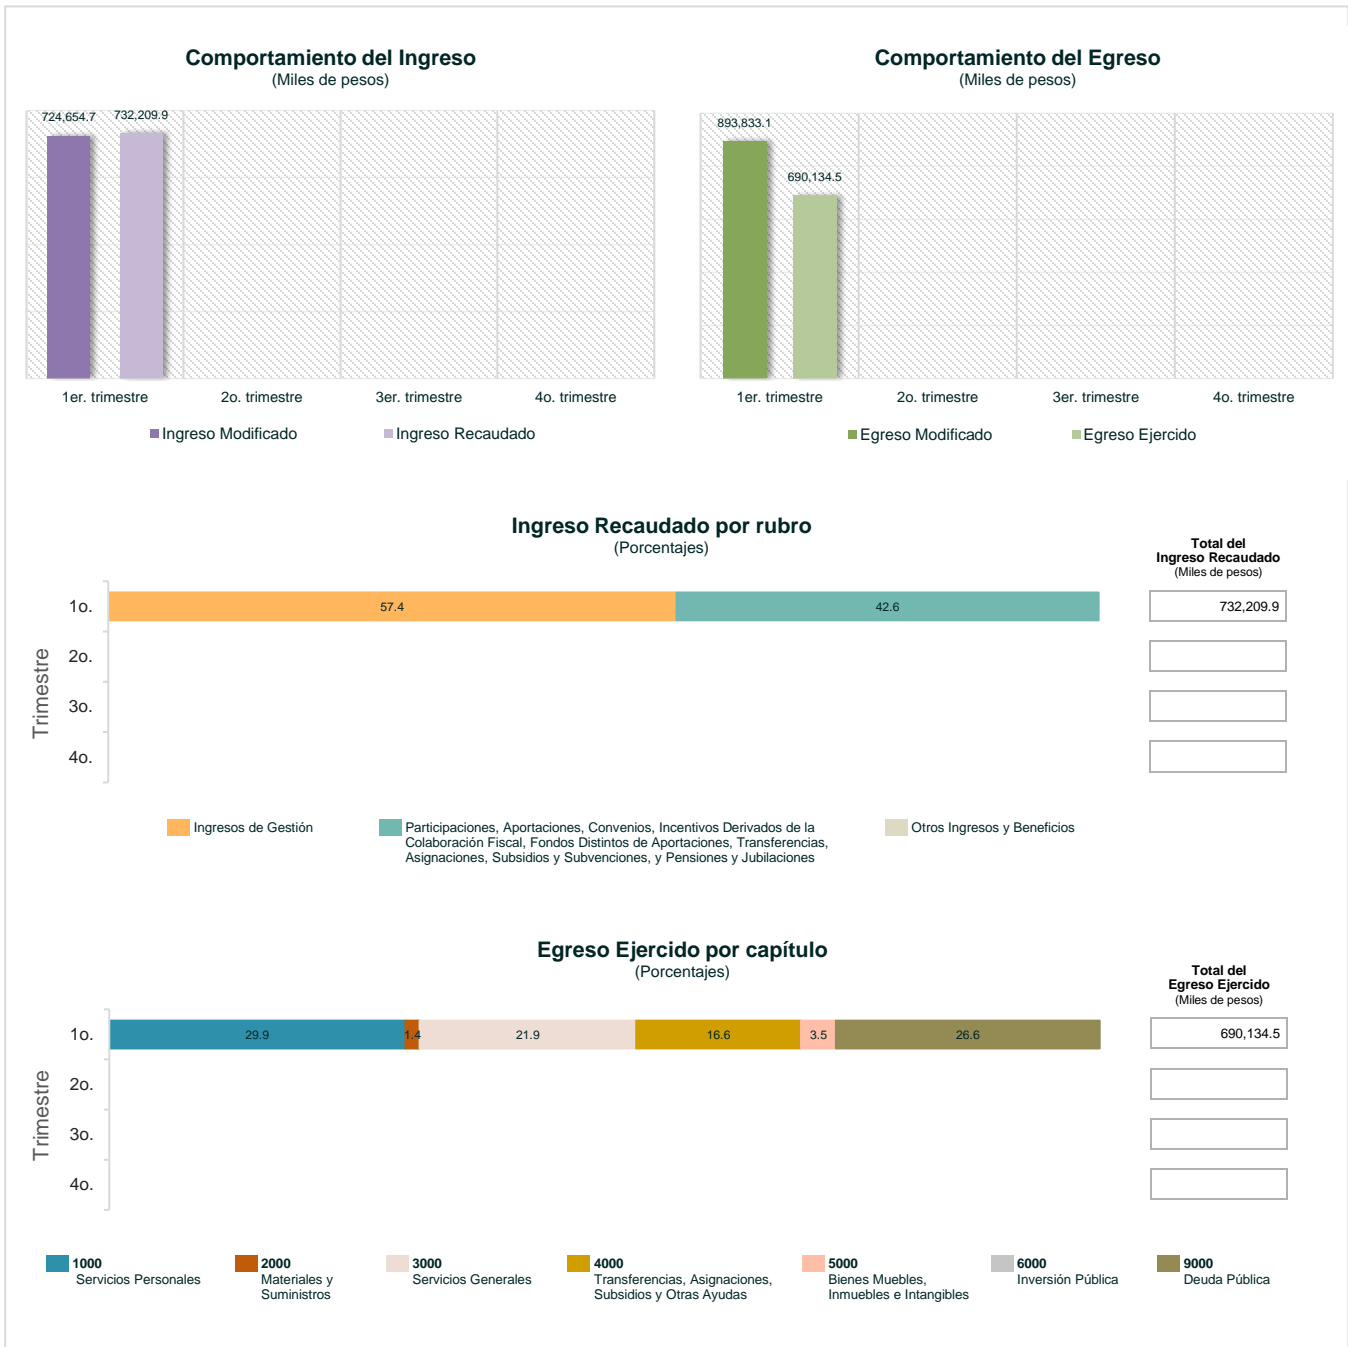 Comportamiento del Ingreso
(Miles de pesos)
724,654.7
732,209.9
1er. trimestre
2o. trimestre
3er. trimestre
4o. trimestre
Ingreso Modificado
Ingreso Recaudado
Comportamiento del Egreso
(Miles de pesos)
893,833.1
690,134.5
1er. trimestre
2o. trimestre
3er. trimestre
4o. trimestre
Egreso Modificado
Egreso Ejercido
Ingreso Recaudado por rubro
(Porcentajes)
Total del
Ingreso Recaudado
(Miles de pesos)
Trimestre
1o.
57.4
42.6
732,209.9
2o.
3o.
4o.
Ingresos de Gestión
Participaciones, Aportaciones, Convenios, Incentivos Derivados de la
Colaboración Fiscal, Fondos Distintos de Aportaciones, Transferencias,
Asignaciones, Subsidios y Subvenciones, y Pensiones y Jubilaciones
Otros Ingresos y Beneficios
Egreso Ejercido por capítulo
(Porcentajes)
Total del
Egreso Ejercido
(Miles de pesos)
Trimestre
1o.
29.9
1.4
21.9
16.6
3.5
26.6
690,134.5
2o.
3o.
4o.
1000
Servicios Personales
2000
Materiales y
Suministros
3000
Servicios Generales
4000
Transferencias, Asignaciones,
Subsidios y Otras Ayudas
5000
Bienes Muebles,
Inmuebles e Intangibles
6000
Inversión Pública
9000
Deuda Pública